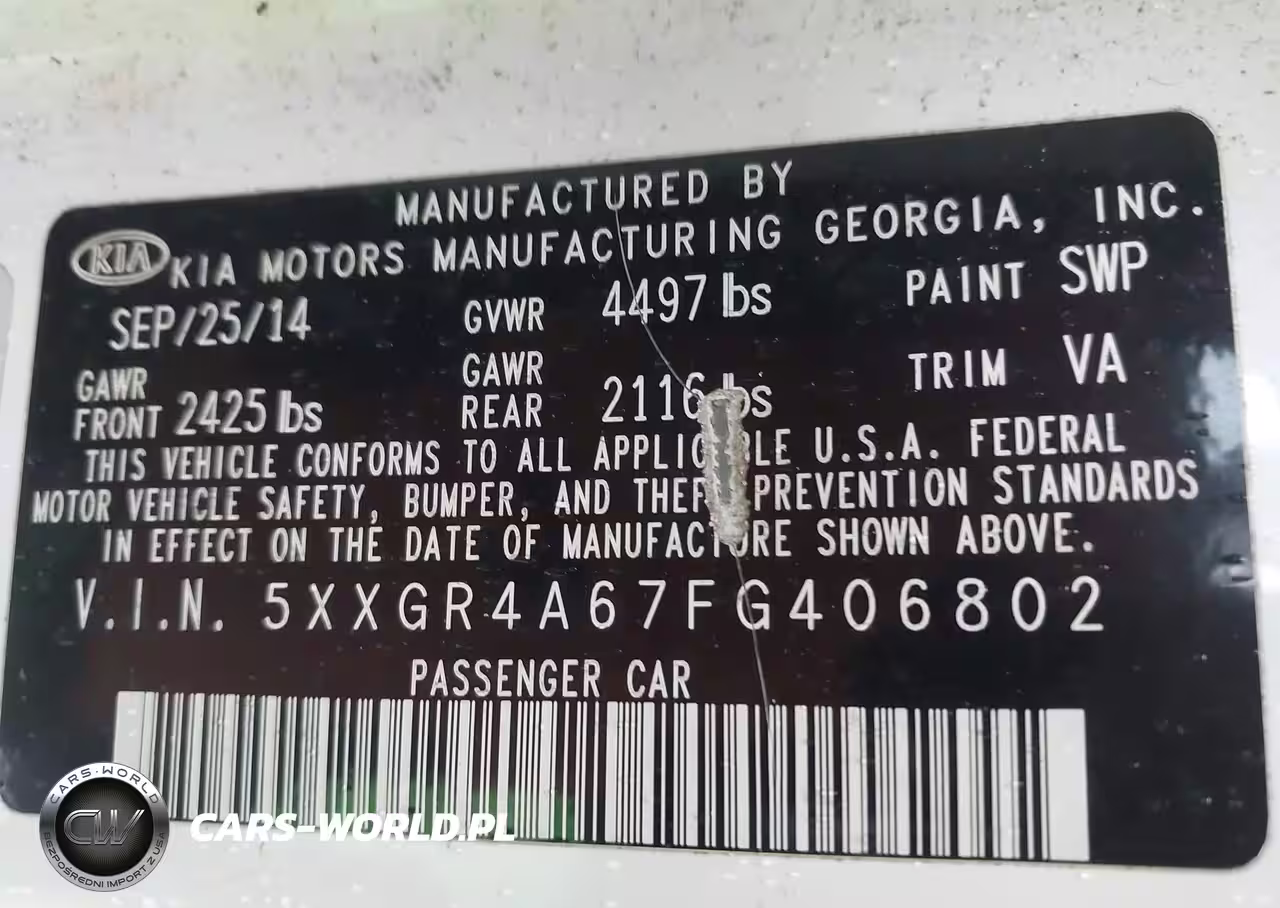 MANUFACTURED BY
KIA KIA MOTORS MANUFACTURING GEORGIA, INC.
SEP/25/14 GVWR 4497 lbs PAINT SWP
GAWR FRONT 2425 lbs GAWR REAR 2116 lbs TRIM VA
THIS VEHICLE CONFORMS TO ALL APPLICABLE U.S.A. FEDERAL
MOTOR VEHICLE SAFETY, BUMPER, AND THEFT PREVENTION STANDARDS
IN EFFECT ON THE DATE OF MANUFACTURE SHOWN ABOVE.
V.I.N. 5XXGR4A67FG406802
PASSENGER CAR
CARS-WORLD
CW
BEZPOŚREDNI IMPORT Z USA
CARS-WORLD.PL